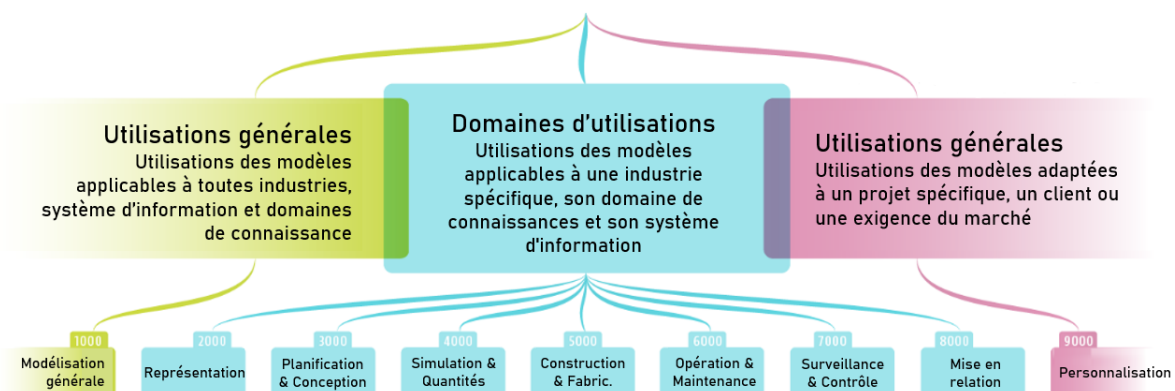 Utilisations générales
Utilisations des modèles
applicables à toutes industries,
système d'information et domaines
de connaissance
Domaines d'utilisations
Utilisations des modèles
applicables à une industrie
spécifique, son domaine de
connaissances et son système
d'information
Utilisations générales
Utilisations des modèles adaptées
à un projet spécifique, un client ou
une exigence du marché
1000
Modélisation
générale
2000
Représentation
3000
Planification
& Conception
4000
Simulation &
Quantités
5000
Construction
& Fabric.
6000
Opération &
Maintenance
7000
Surveillance
& Contrôle
8000
Mise en
relation
9000
Personnalisation